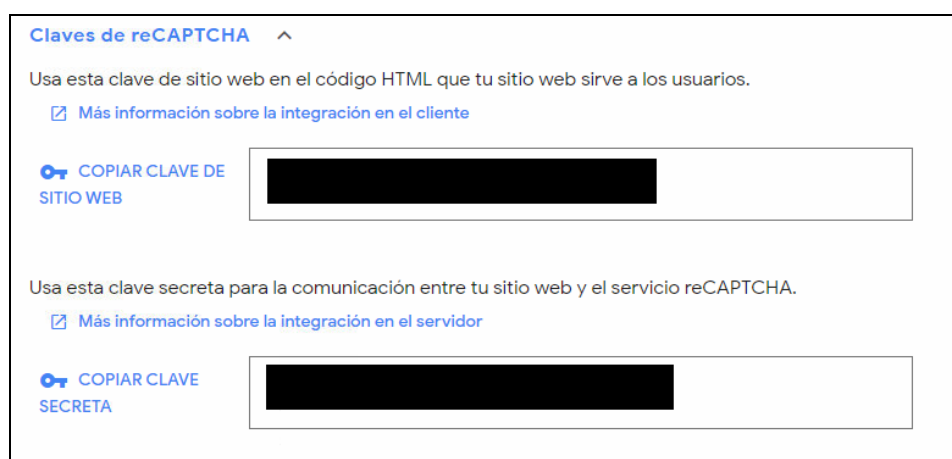 Claves de reCAPTCHA
Usa esta clave de sitio web en el código HTML que tu sitio web sirve a los usuarios.
Más información sobre la integración en el cliente
COPIAR CLAVE DE
SITIO WEB
Usa esta clave secreta para la comunicación entre tu sitio web y el servicio reCAPTCHA.
Más información sobre la integración en el servidor
COPIAR CLAVE
SECRETA